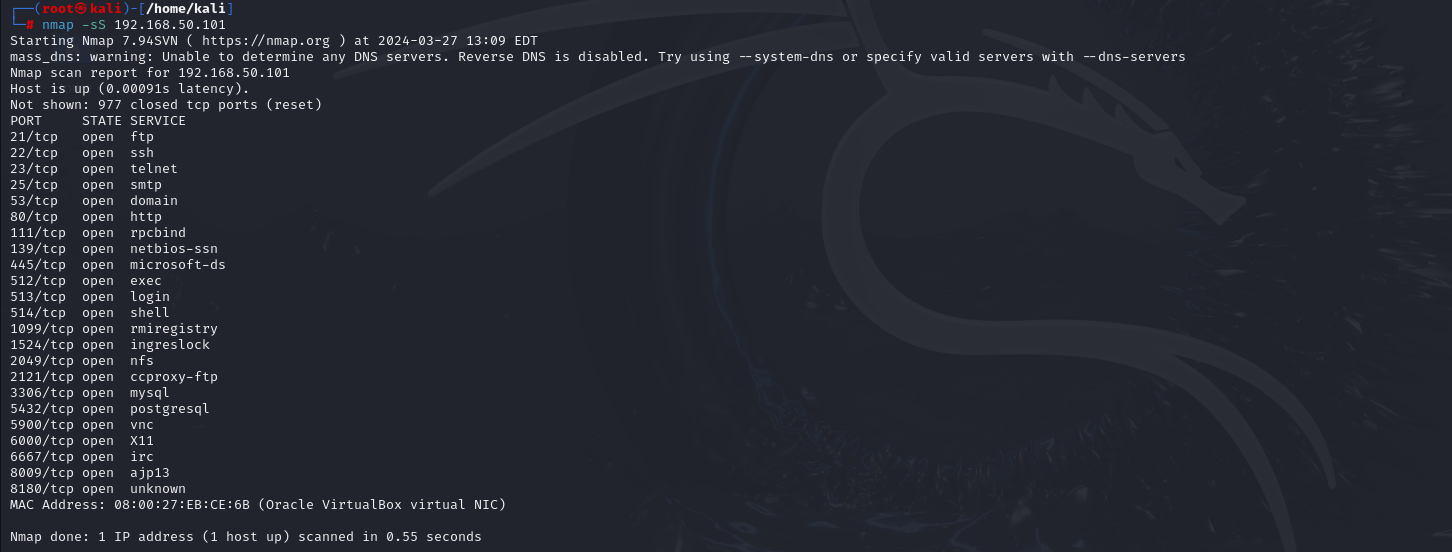 ┌──(root㉿kali)-[/home/kali]
└─# nmap -sS 192.168.50.101
Starting Nmap 7.94SVN ( https://nmap.org ) at 2024-03-27 13:09 EDT
mass_dns: warning: Unable to determine any DNS servers. Reverse DNS is disabled. Try using --system-dns or specify valid servers with --dns-servers
Nmap scan report for 192.168.50.101
Host is up (0.00091s latency).
Not shown: 977 closed tcp ports (reset)
PORT     STATE SERVICE
21/tcp   open  ftp
22/tcp   open  ssh
23/tcp   open  telnet
25/tcp   open  smtp
53/tcp   open  domain
80/tcp   open  http
111/tcp  open  rpcbind
139/tcp  open  netbios-ssn
445/tcp  open  microsoft-ds
512/tcp  open  exec
513/tcp  open  login
514/tcp  open  shell
1099/tcp open  rmiregistry
1524/tcp open  ingreslock
2049/tcp open  nfs
2121/tcp open  ccproxy-ftp
3306/tcp open  mysql
5432/tcp open  postgresql
5900/tcp open  vnc
6000/tcp open  X11
6667/tcp open  irc
8009/tcp open  ajp13
8180/tcp open  unknown
MAC Address: 08:00:27:EB:CE:6B (Oracle VirtualBox virtual NIC)
Nmap done: 1 IP address (1 host up) scanned in 0.55 seconds